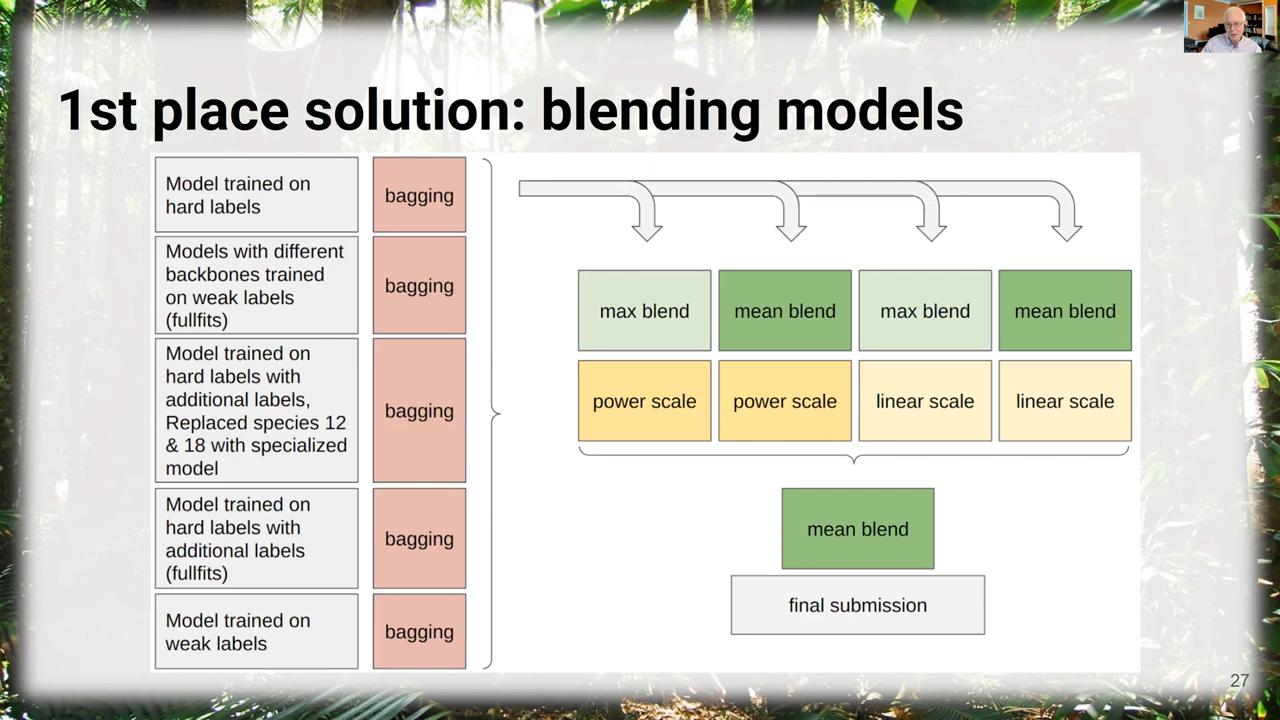 1st place solution: blending models
Model trained on
hard labels
bagging
Models with different
backbones trained
on weak labels
(fullfits)
bagging
Model trained on
hard labels with
additional labels,
Replaced species 12
& 18 with specialized
model
bagging
Model trained on
hard labels with
additional labels
(fullfits)
bagging
Model trained on
weak labels
bagging
max blend
mean blend
max blend
mean blend
power scale
power scale
linear scale
linear scale
mean blend
final submission
27